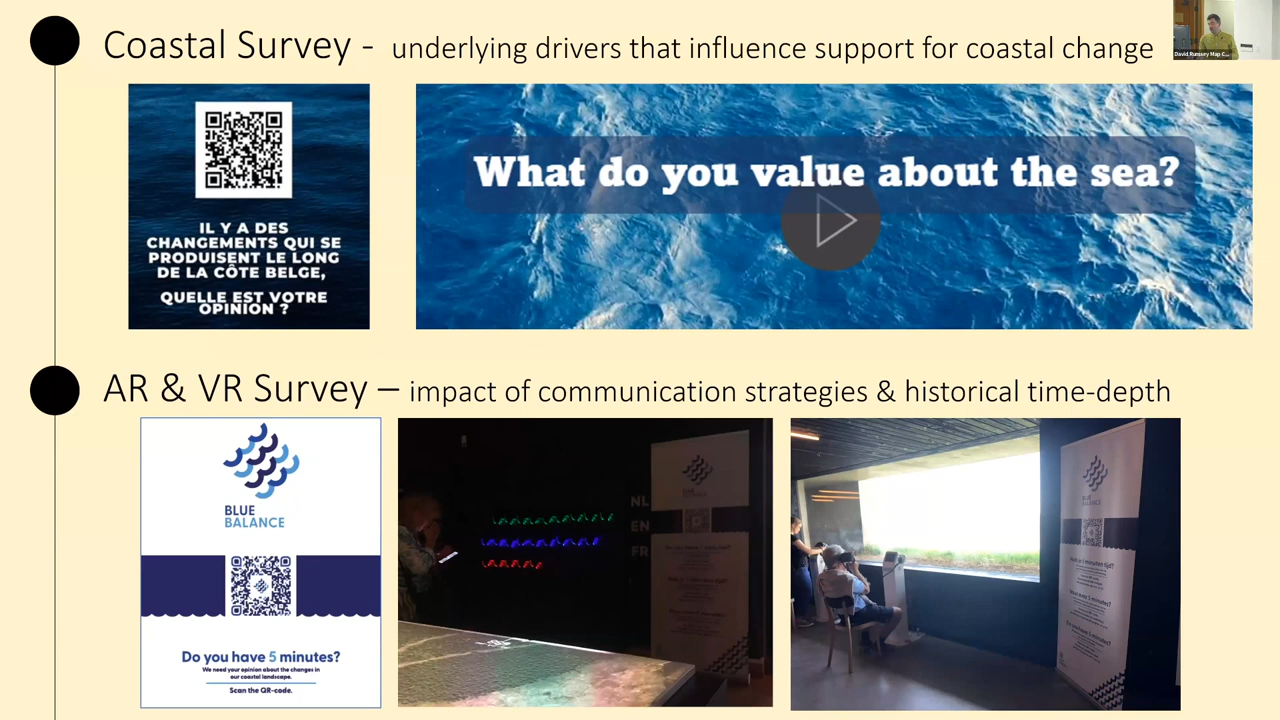 Coastal Survey - underlying drivers that influence support for coastal change
David Rumsey Map C...
What do you value about the sea?
IL Y A DES
CHANGEMENTS QUI SE
PRODUISENT LE LONG
DE LA CÔTE BELGE,
QUELLE EST VOTRE
OPINION ?
AR & VR Survey – impact of communication strategies & historical time-depth
BLUE
BALANCE
Do you have 5 minutes?
We need your opinion about the changes in
our coastal landscape.
Scan the QR-code.
NL
EN
FR
BLUE
BALANCE